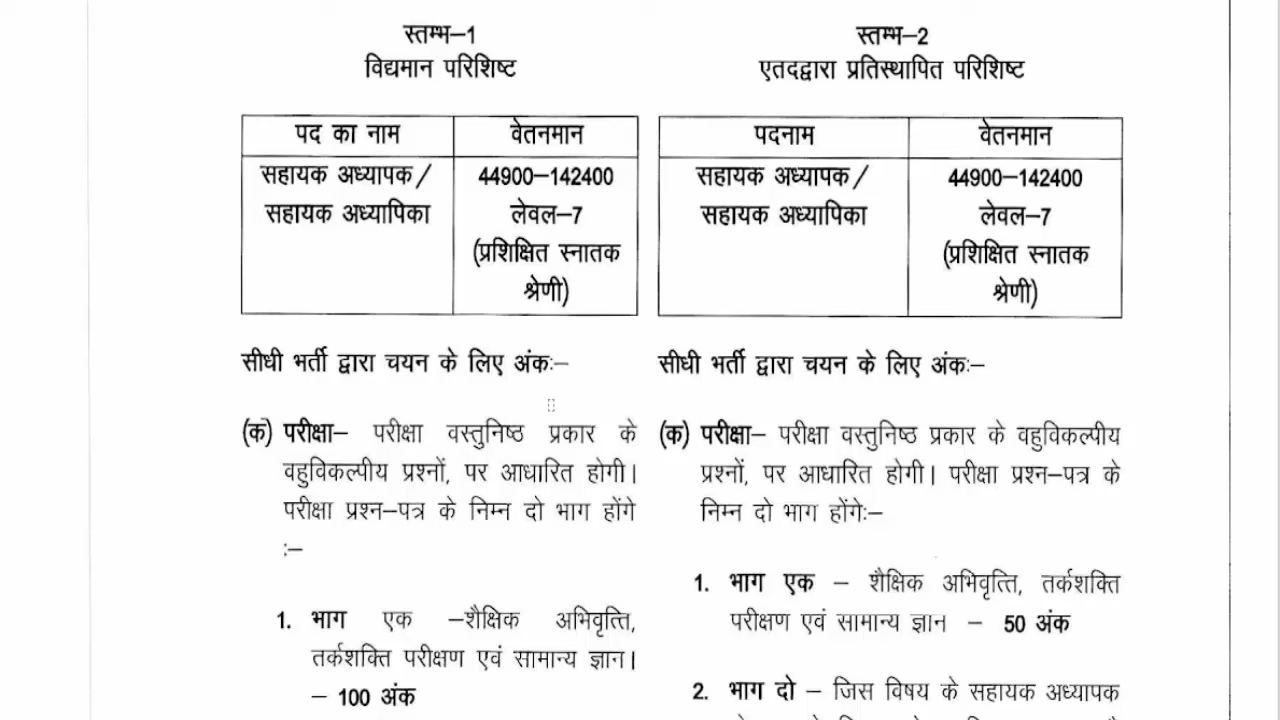 स्तम्भ–1
विद्यमान परिशिष्ट
पद का नाम वेतनमान
सहायक अध्यापक/ 44900–142400
सहायक अध्यापिका लेवल–7
(प्रशिक्षित स्नातक
श्रेणी)
सीधी भर्ती द्वारा चयन के लिए अंकः–
(क) परीक्षा– परीक्षा वस्तुनिष्ठ प्रकार के
वहुविकल्पीय प्रश्नों, पर आधारित होगी।
परीक्षा प्रश्न–पत्र के निम्न दो भाग होंगे
:–
1. भाग एक –शैक्षिक अभिवृत्ति,
तर्कशक्ति परीक्षण एवं सामान्य ज्ञान।
– 100 अंक
स्तम्भ–2
एतदद्वारा प्रतिस्थापित परिशिष्ट
पदनाम वेतनमान
सहायक अध्यापक/ 44900–142400
सहायक अध्यापिका लेवल–7
(प्रशिक्षित स्नातक
श्रेणी)
सीधी भर्ती द्वारा चयन के लिए अंकः–
(क) परीक्षा– परीक्षा वस्तुनिष्ठ प्रकार के वहुविकल्पीय
प्रश्नों, पर आधारित होगी। परीक्षा प्रश्न–पत्र के
निम्न दो भाग होंगेः–
1. भाग एक – शैक्षिक अभिवृत्ति, तर्कशक्ति
परीक्षण एवं सामान्य ज्ञान – 50 अंक
2. भाग दो – जिस विषय के सहायक अध्यापक